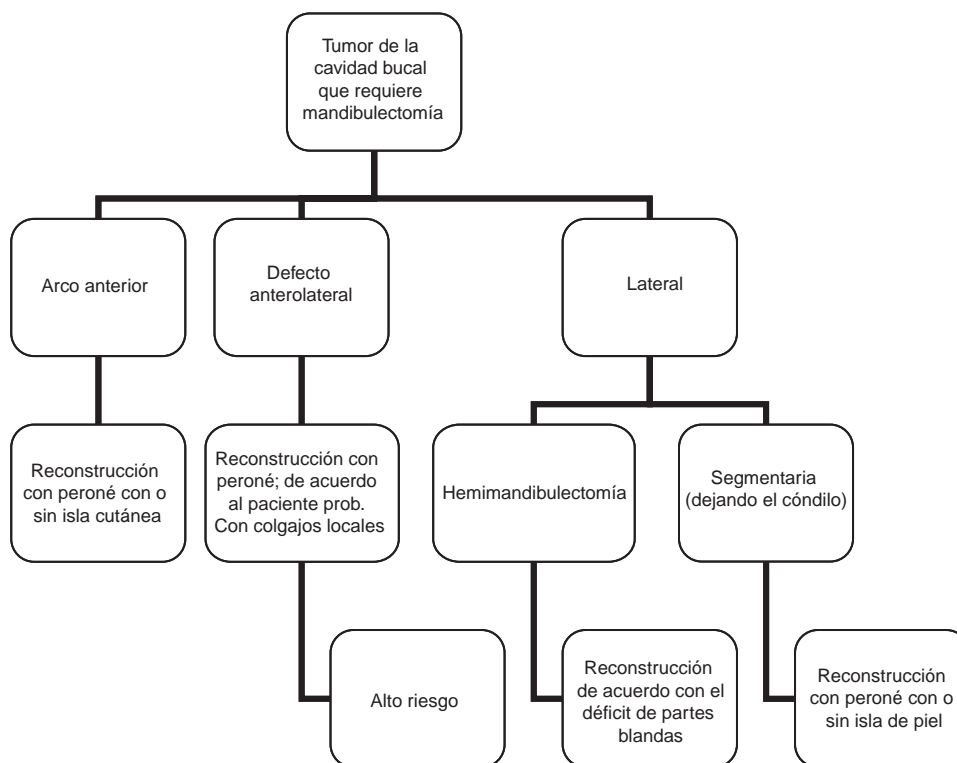 Tumor de la
cavidad bucal
que requiere
mandibulectomía
Arco anterior
Defecto
anterolateral
Lateral
Reconstrucción
con peroné con o
sin isla cutánea
Reconstrucción con
peroné; de acuerdo
al paciente prob.
Con colgajos locales
Hemimandibulectomía
Segmentaria
(dejando el cóndilo)
Alto riesgo
Reconstrucción
de acuerdo con el
déficit de partes
blandas
Reconstrucción
con peroné con o
sin isla de piel